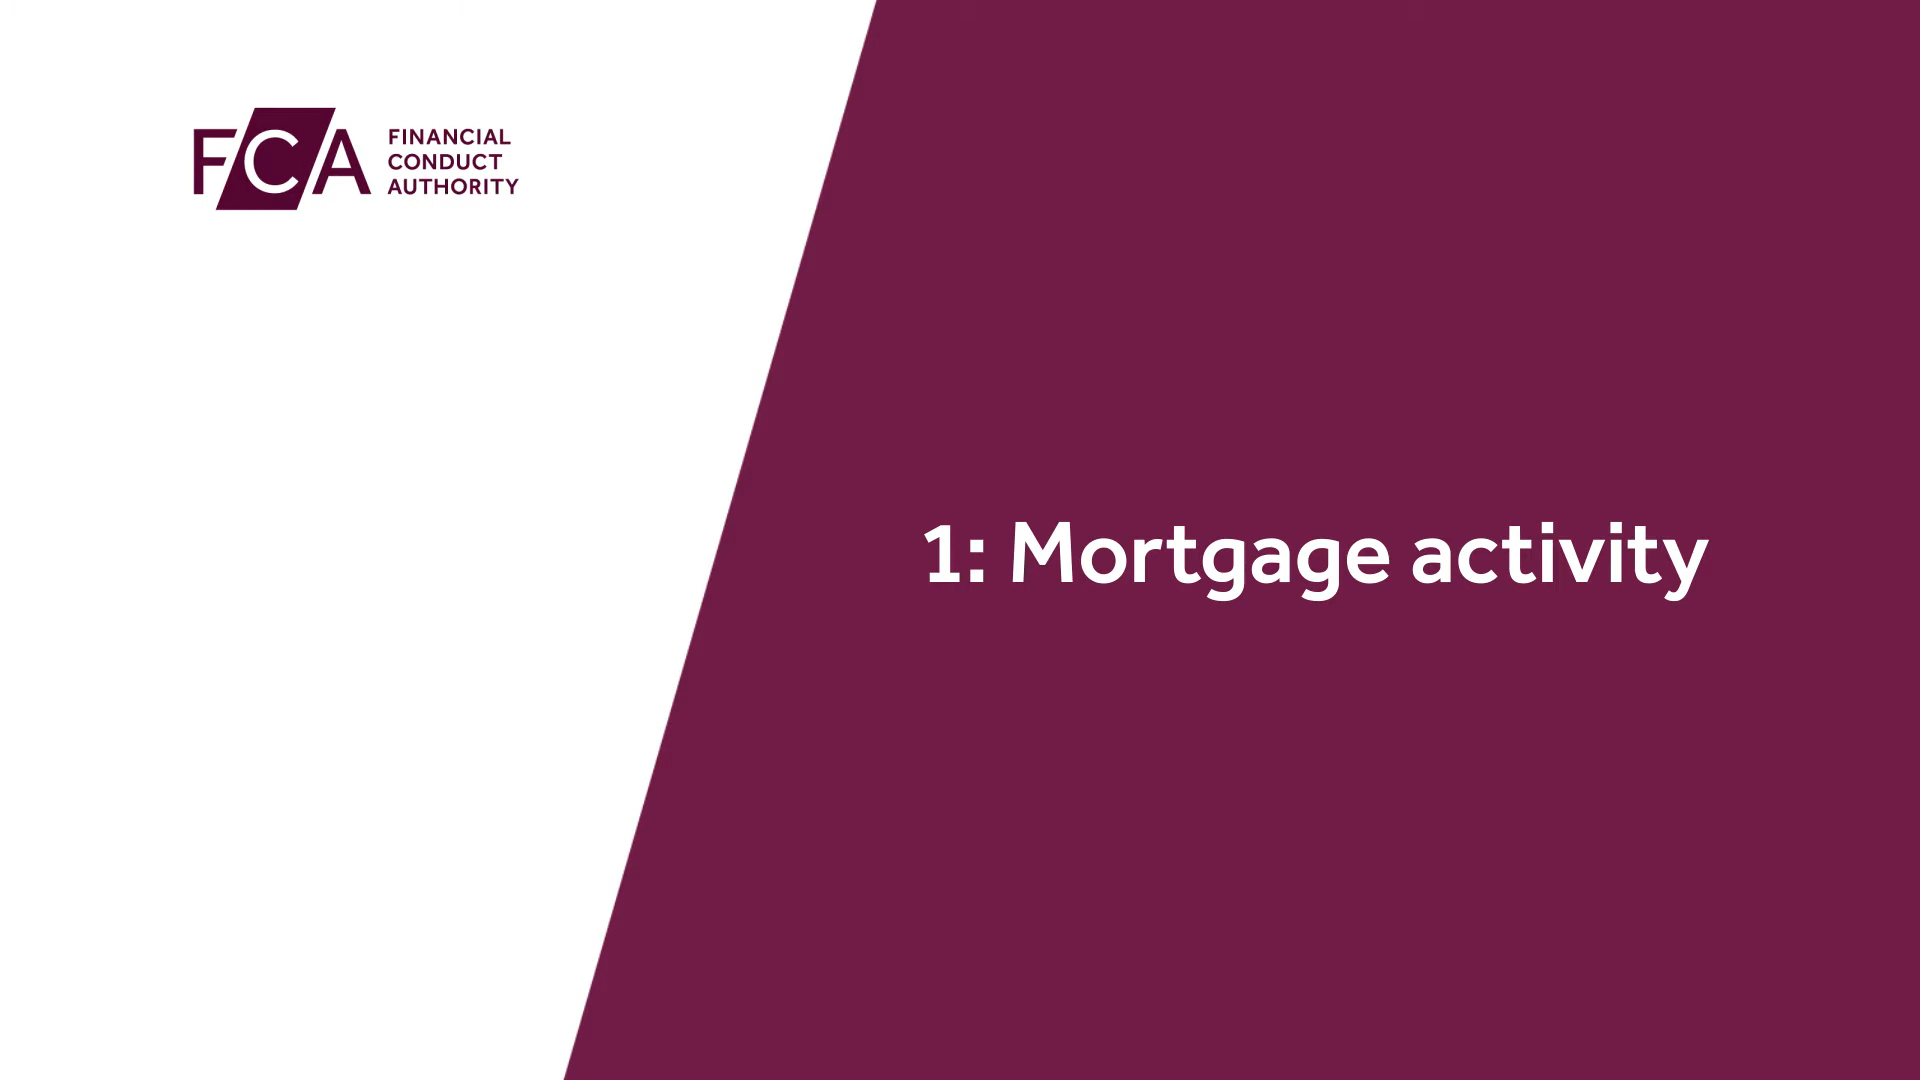 FCA
FINANCIAL
CONDUCT
AUTHORITY
1: Mortgage activity